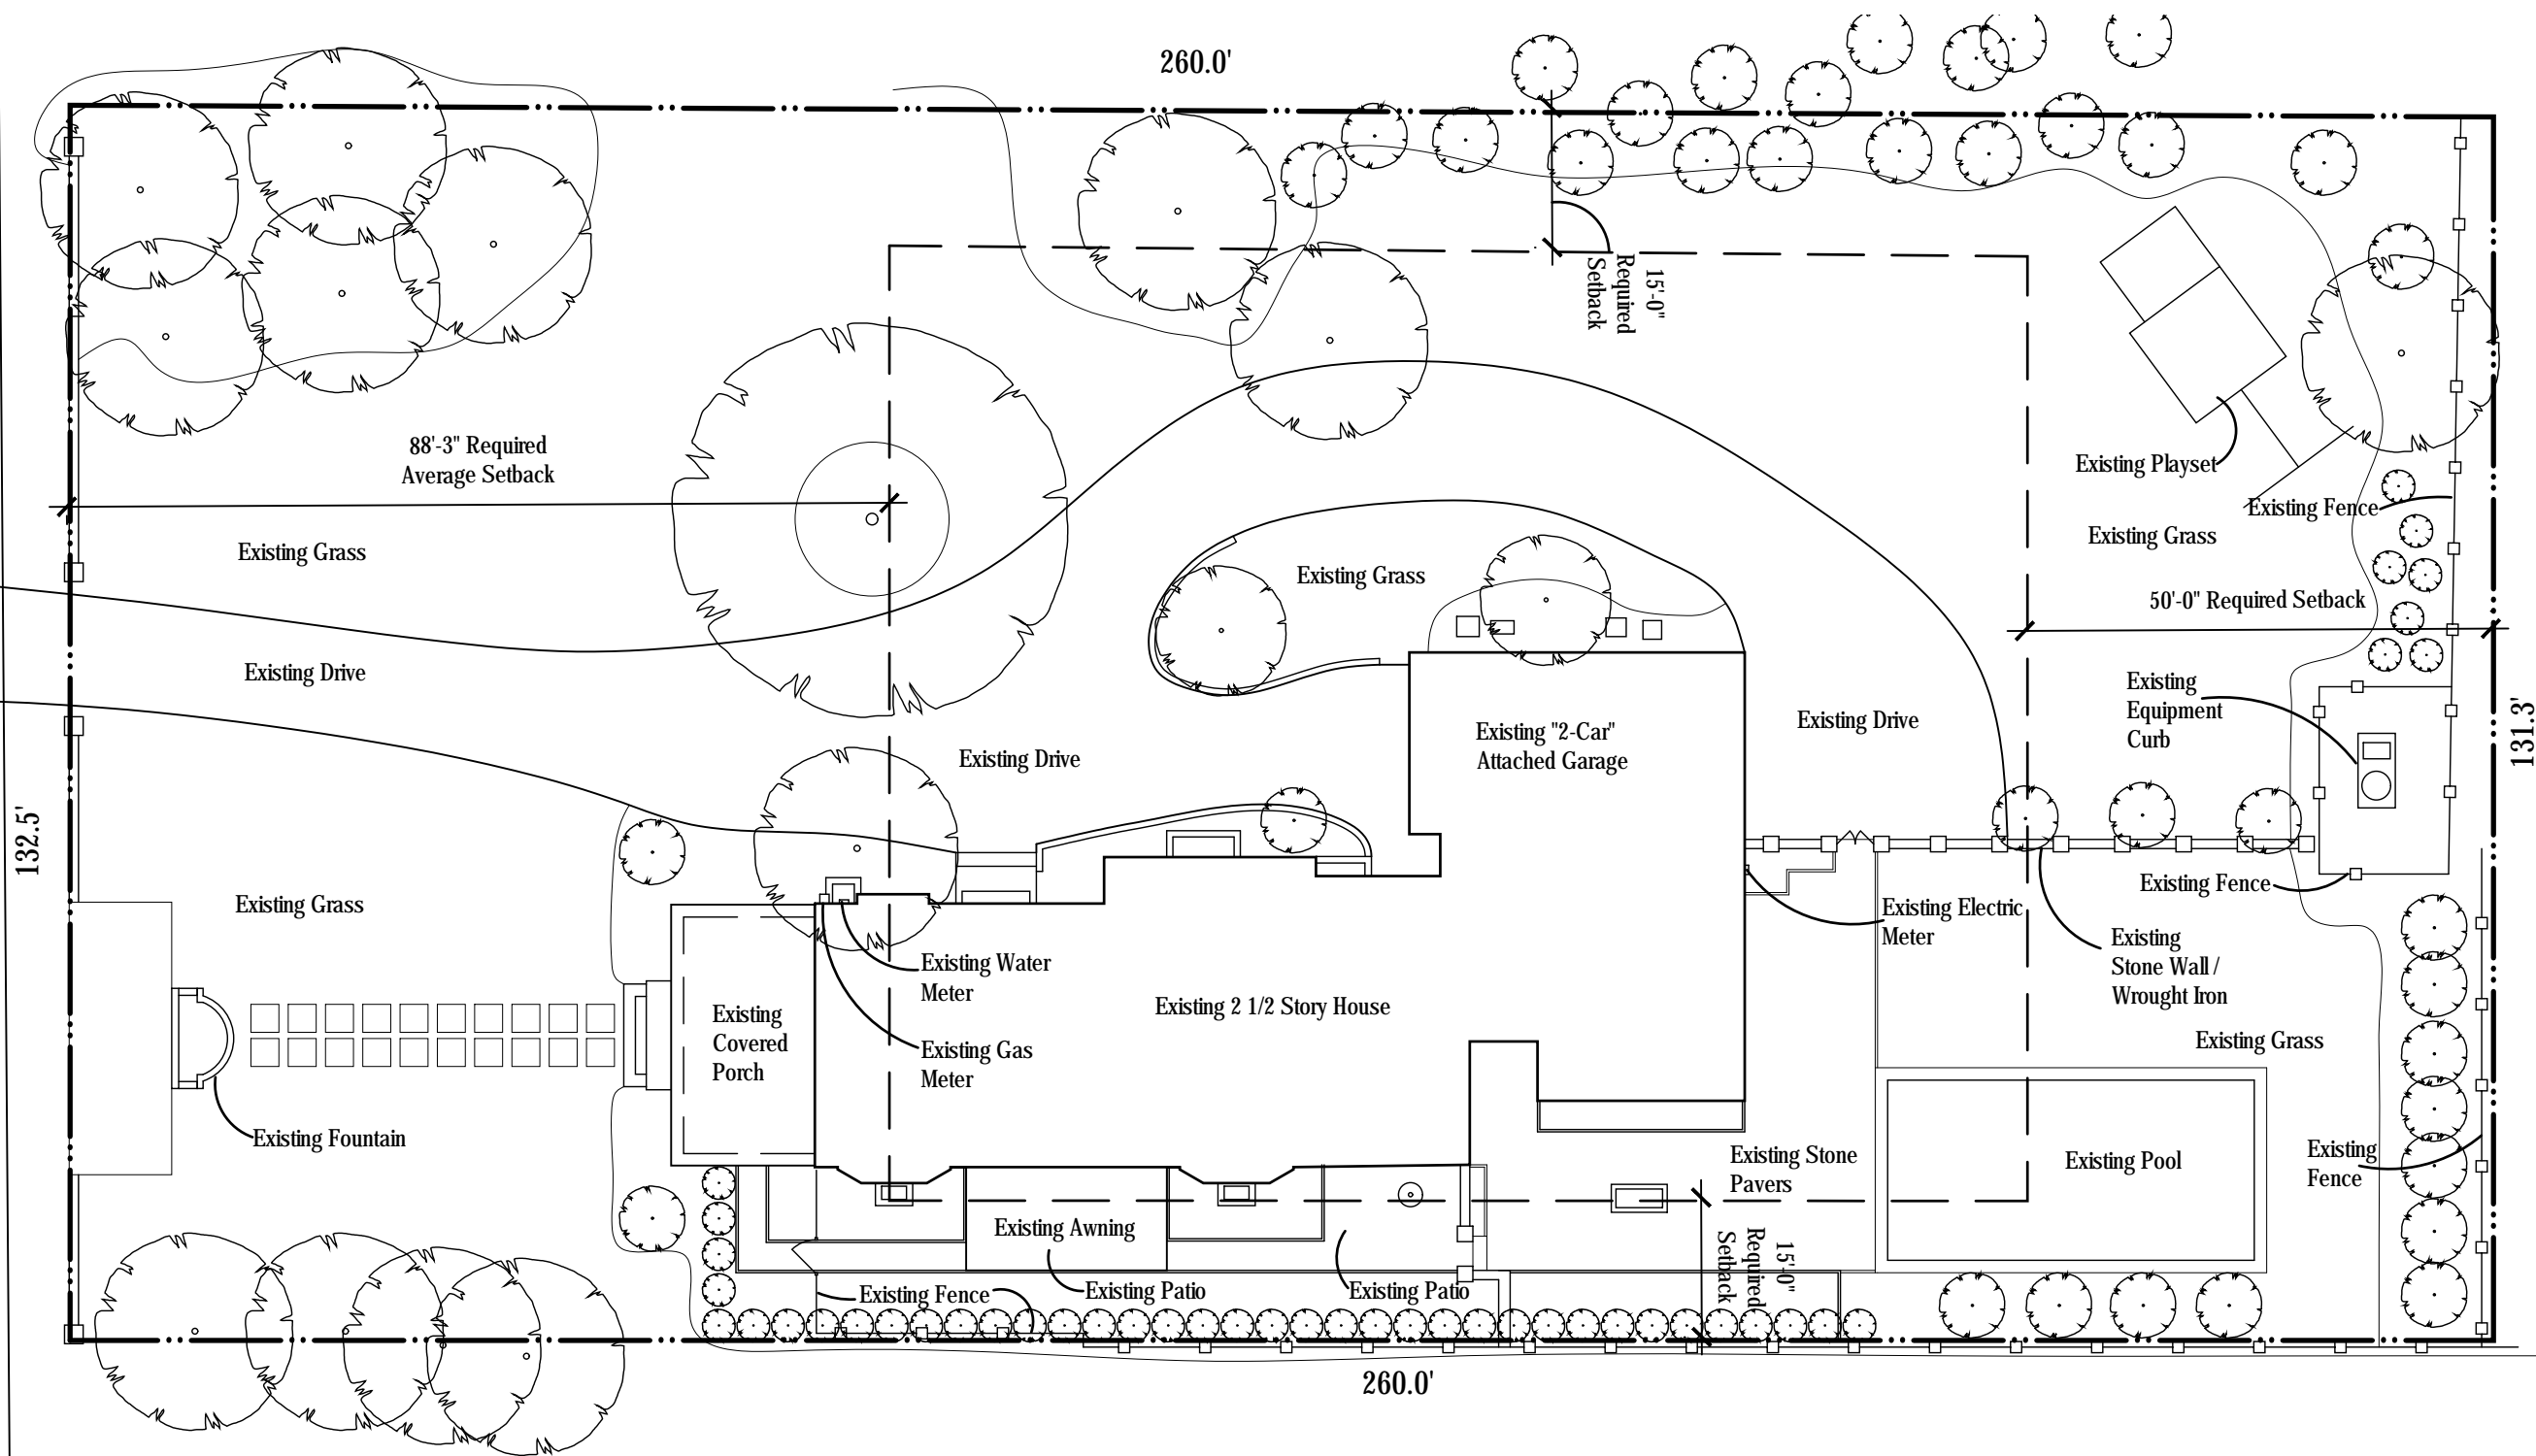 260.0'
15'-0"
Required
Setback
88'-3" Required
Average Setback
Existing Playset
Existing Fence
Existing Grass
Existing Grass
Existing Grass
50'-0" Required Setback
Existing Drive
Existing
Equipment
Curb
Existing "2-Car"
Attached Garage
Existing Drive
131.3'
Existing Drive
132.5'
Existing Fence
Existing Grass
Existing Electric
Meter
Existing
Stone Wall /
Wrought Iron
Existing Water
Meter
Existing 2 1/2 Story House
Existing
Covered
Porch
Existing Gas
Meter
Existing Grass
Existing Fountain
Existing Stone
Pavers
Existing Pool
Existing
Fence
Existing Awning
15'-0"
Required
Setback
Existing Fence
Existing Patio
Existing Patio
260.0'